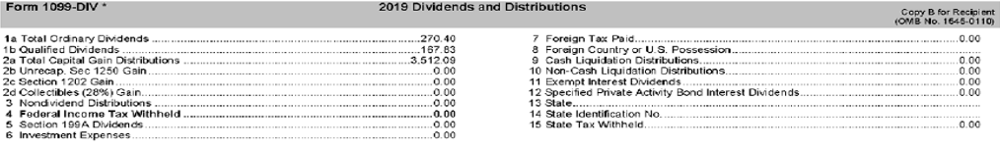 Form 1099-DIV *
2019 Dividends and Distributions
Copy B for Recipient
(OMB No. 1545-0110)
1a Total Ordinary Dividends 270.40
1b Qualified Dividends 167.83
2a Total Capital Gain Distributions 3,512.09
2b Unrecap. Sec 1250 Gain 0.00
2c Section 1202 Gain 0.00
2d Collectibles (28%) Gain 0.00
3 Nondividend Distributions 0.00
4 Federal Income Tax Withheld 0.00
5 Section 199A Dividends 0.00
6 Investment Expenses 0.00
7 Foreign Tax Paid 0.00
8 Foreign Country or U.S. Possession
9 Cash Liquidation Distributions 0.00
10 Non-Cash Liquidation Distributions 0.00
11 Exempt Interest Dividends 0.00
12 Specified Private Activity Bond Interest Dividends 0.00
13 State
14 State Identification No.
15 State Tax Withheld 0.00